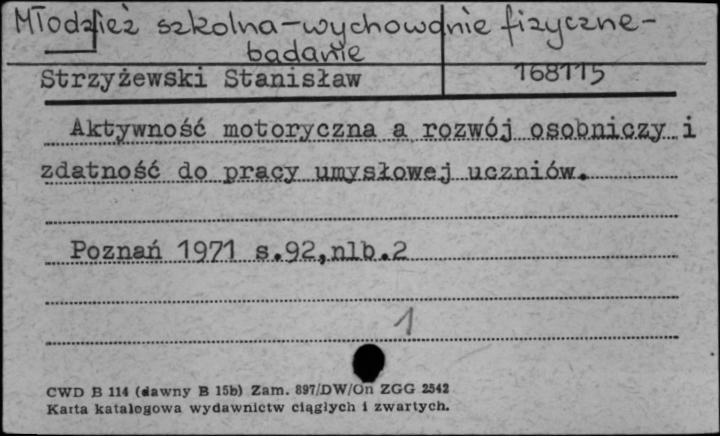 Młodzież szkolna-wychowanie fizyczne-
badanie
Strzyżewski Stanisław 168115
Aktywność motoryczna a rozwój osobniczy i
zdatność do pracy umysłowej uczniów.
Poznań 1971 s.92,nlb.2
1
CWD B 114 (dawny B 15b) Zam. 897/DW/On ZGG 2542
Karta katalogowa wydawnictw ciągłych i zwartych.